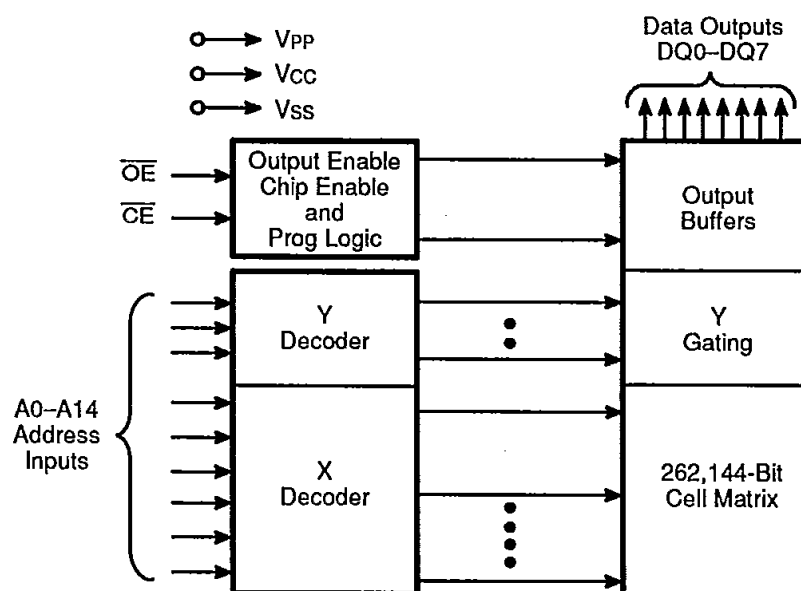 Data Outputs
DQ0–DQ7
VPP
VCC
VSS
OE
CE
Output Enable
Chip Enable
and
Prog Logic
Output
Buffers
Y
Decoder
Y
Gating
A0–A14
Address
Inputs
X
Decoder
262,144-Bit
Cell Matrix